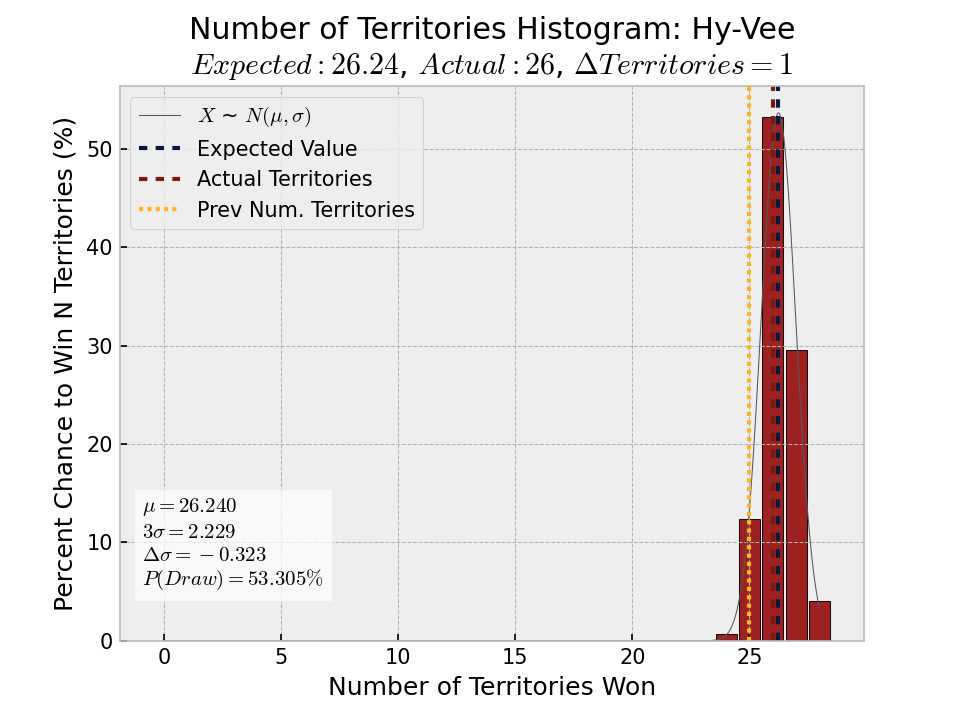 Number of Territories Histogram: Hy-Vee
Expected : 26.24, Actual : 26, ΔTerritories = 1
X ~ N(μ, σ)
Expected Value
Actual Territories
Prev Num. Territories
Percent Chance to Win N Territories (%)
50
40
30
20
10
0
μ = 26.240
3σ = 2.229
Δσ = −0.323
P(Draw) = 53.305%
0 5 10 15 20 25
Number of Territories Won